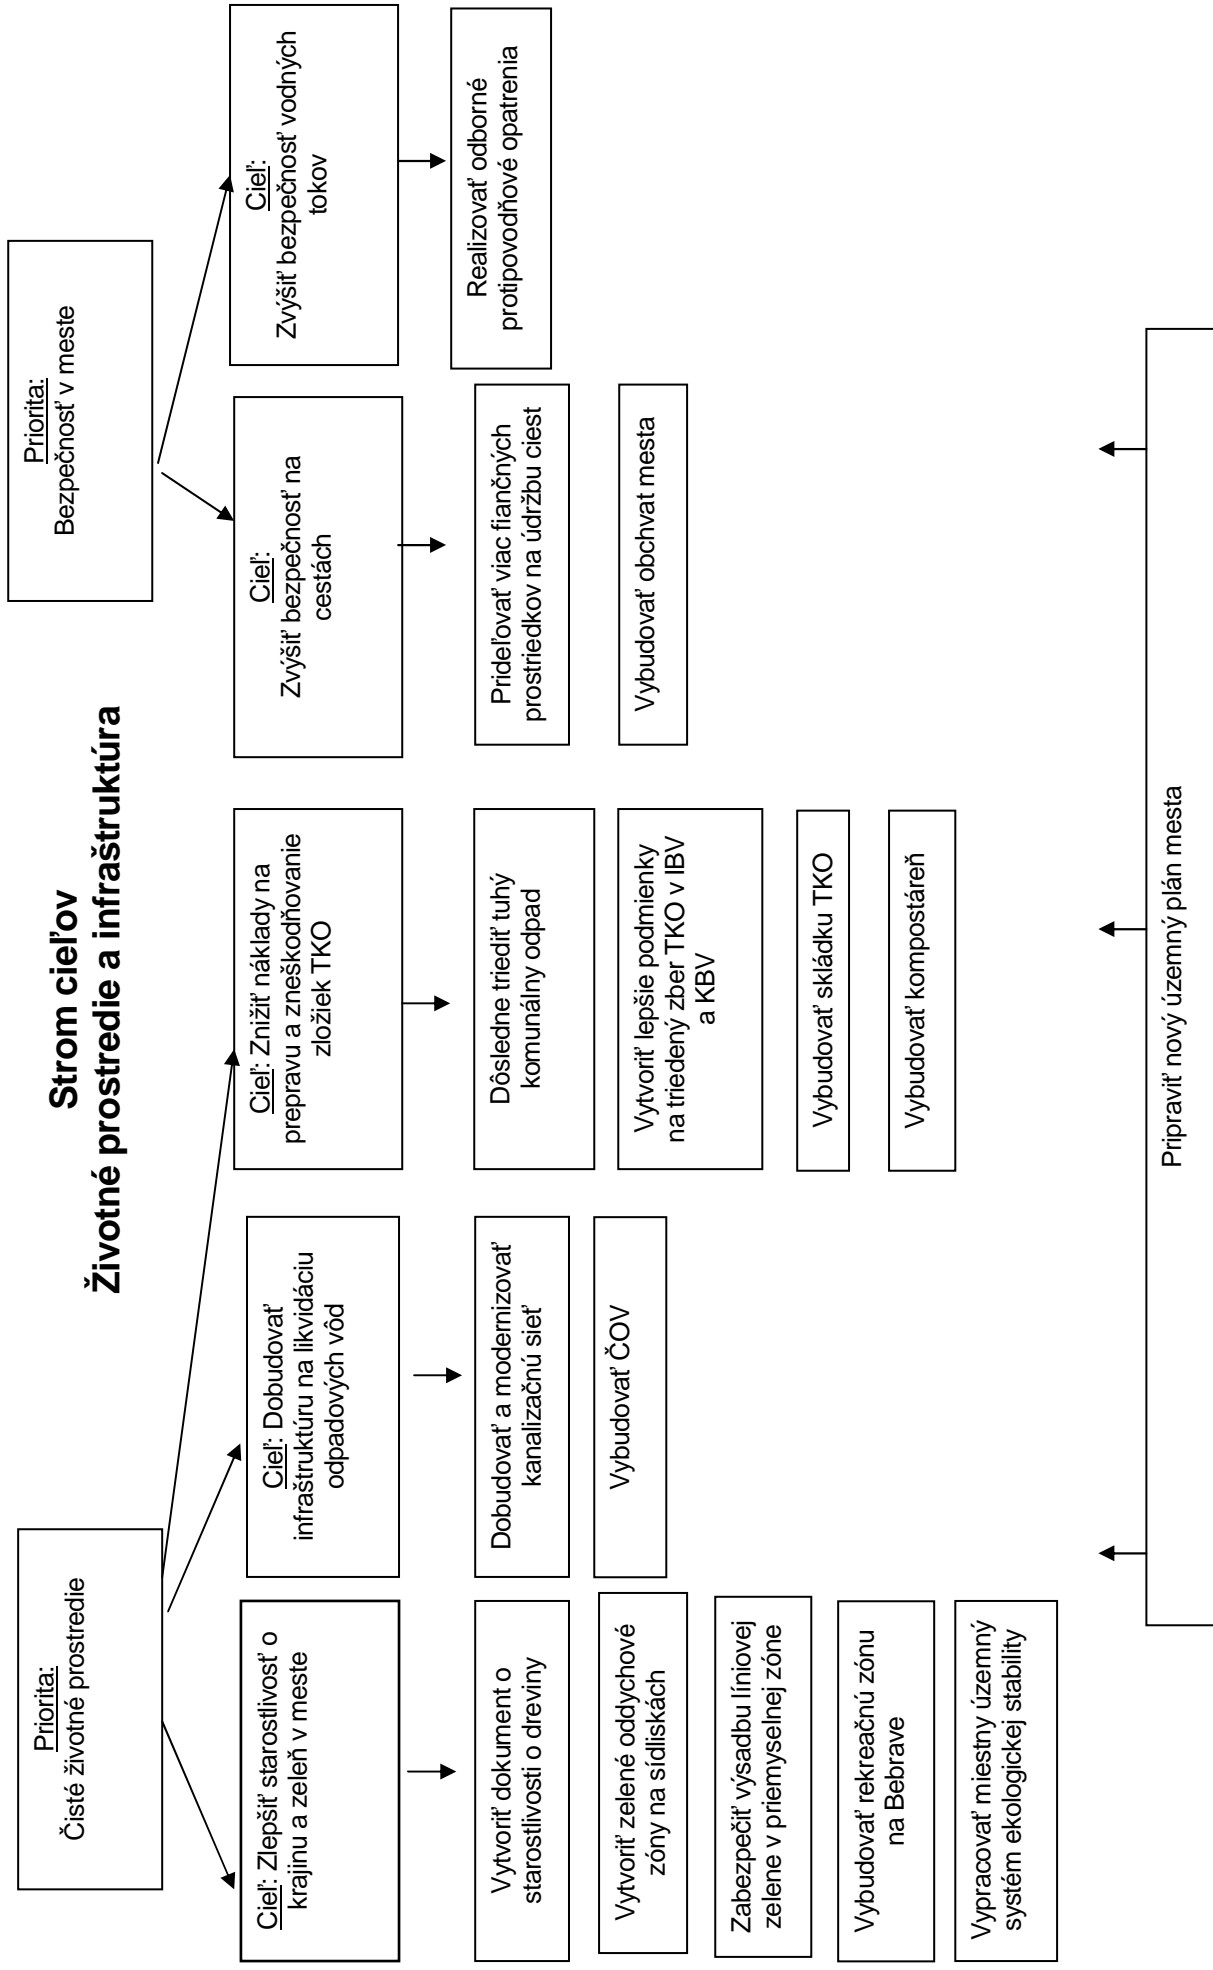 Strom cieľov
Životné prostredie a infraštruktúra
Priorita:
Čisté životné prostredie
Priorita:
Bezpečnosť v meste
Cieľ: Zlepšiť starostlivosť o
krajinu a zeleň v meste
Cieľ: Dobudovať
infraštruktúru na likvidáciu
odpadových vôd
Cieľ: Znížiť náklady na
prepravu a zneškodňovanie
zložiek TKO
Cieľ:
Zvýšiť bezpečnosť na
cestách
Cieľ:
Zvýšiť bezpečnosť vodných
tokov
Vytvoriť dokument o
starostlivosti o dreviny
Vytvoriť zelené oddychové
zóny na sídliskách
Zabezpečiť výsadbu líniovej
zelene v priemyselnej zóne
Vybudovať rekreačnú zónu
na Bebrave
Vypracovať miestny územný
systém ekologickej stability
Dobudovať a modernizovať
kanalizačnú sieť
Vybudovať ČOV
Dôsledne triediť tuhý
komunálny odpad
Vytvoriť lepšie podmienky
na triedený zber TKO v IBV
a KBV
Vybudovať skládku TKO
Vybudovať kompostáreň
Prideľovať viac fiančných
prostriedkov na údržbu ciest
Vybudovať obchvat mesta
Realizovať odborné
protipovodňové opatrenia
Pripraviť nový územný plán mesta